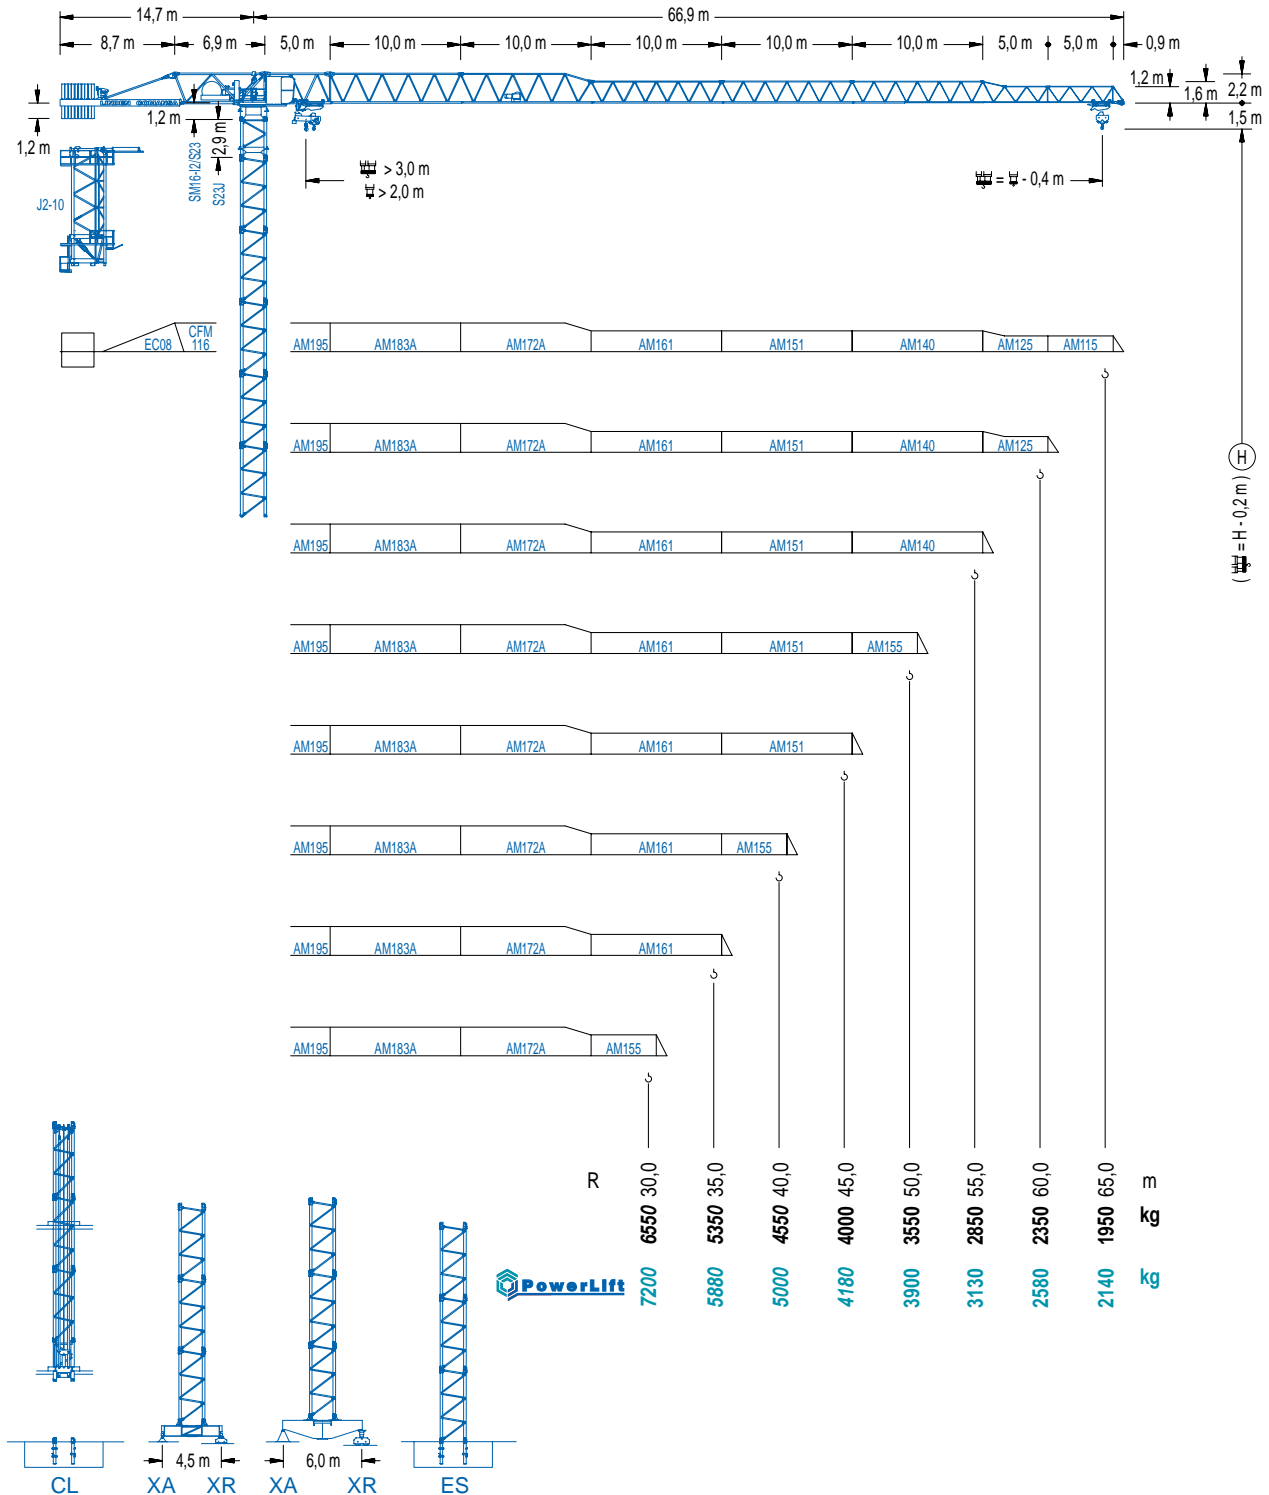 14,7 m 66,9 m
8,7 m 6,9 m 5,0 m 10,0 m 10,0 m 10,0 m 10,0 m 10,0 m 5,0 m 5,0 m 0,9 m
LINDEN COMANSA
1,2 m 1,6 m 2,2 m
1,5 m
1,2 m 1,2 m 2,9 m
SM16-I2/S23
S23J
J2-10
> 3,0 m
> 2,0 m
= - 0,4 m
H
( = H - 0,2 m )
EC08 CFM 116 AM195 AM183A AM172A AM161 AM151 AM140 AM125 AM115
AM195 AM183A AM172A AM161 AM151 AM140 AM125
AM195 AM183A AM172A AM161 AM151 AM140
AM195 AM183A AM172A AM161 AM151 AM155
AM195 AM183A AM172A AM161 AM151
AM195 AM183A AM172A AM161 AM155
AM195 AM183A AM172A AM161
AM195 AM183A AM172A AM155
R 30,0 35,0 40,0 45,0 50,0 55,0 60,0 65,0 m
6550 5350 4550 4000 3550 2850 2350 1950 kg
PowerLift 7200 5880 5000 4180 3900 3130 2580 2140 kg
4,5 m 6,0 m
CL XA XR XA XR ES